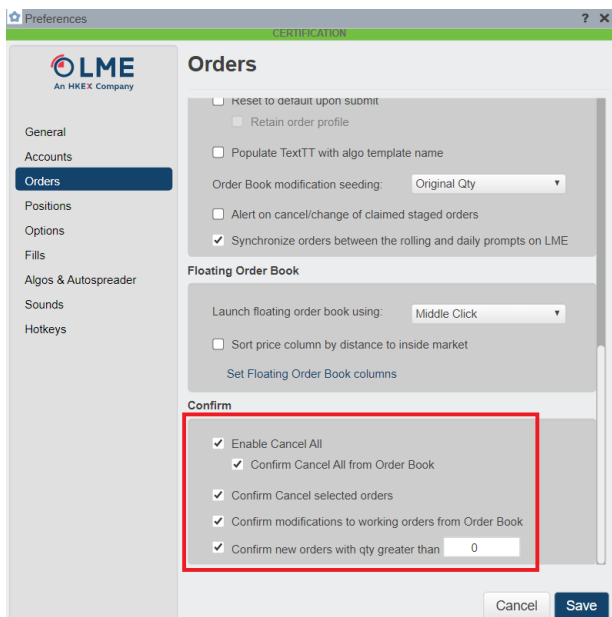 Preferences ? X
CERTIFICATION
LME
An HKEX Company
General
Accounts
Orders
Positions
Options
Fills
Algos & Autospreader
Sounds
Hotkeys
Orders
Reset to default upon submit
Retain order profile
Populate TextTT with algo template name
Order Book modification seeding: Original Qty
Alert on cancel/change of claimed staged orders
Synchronize orders between the rolling and daily prompts on LME
Floating Order Book
Launch floating order book using: Middle Click
Sort price column by distance to inside market
Set Floating Order Book columns
Confirm
Enable Cancel All
Confirm Cancel All from Order Book
Confirm Cancel selected orders
Confirm modifications to working orders from Order Book
Confirm new orders with qty greater than 0
Cancel Save